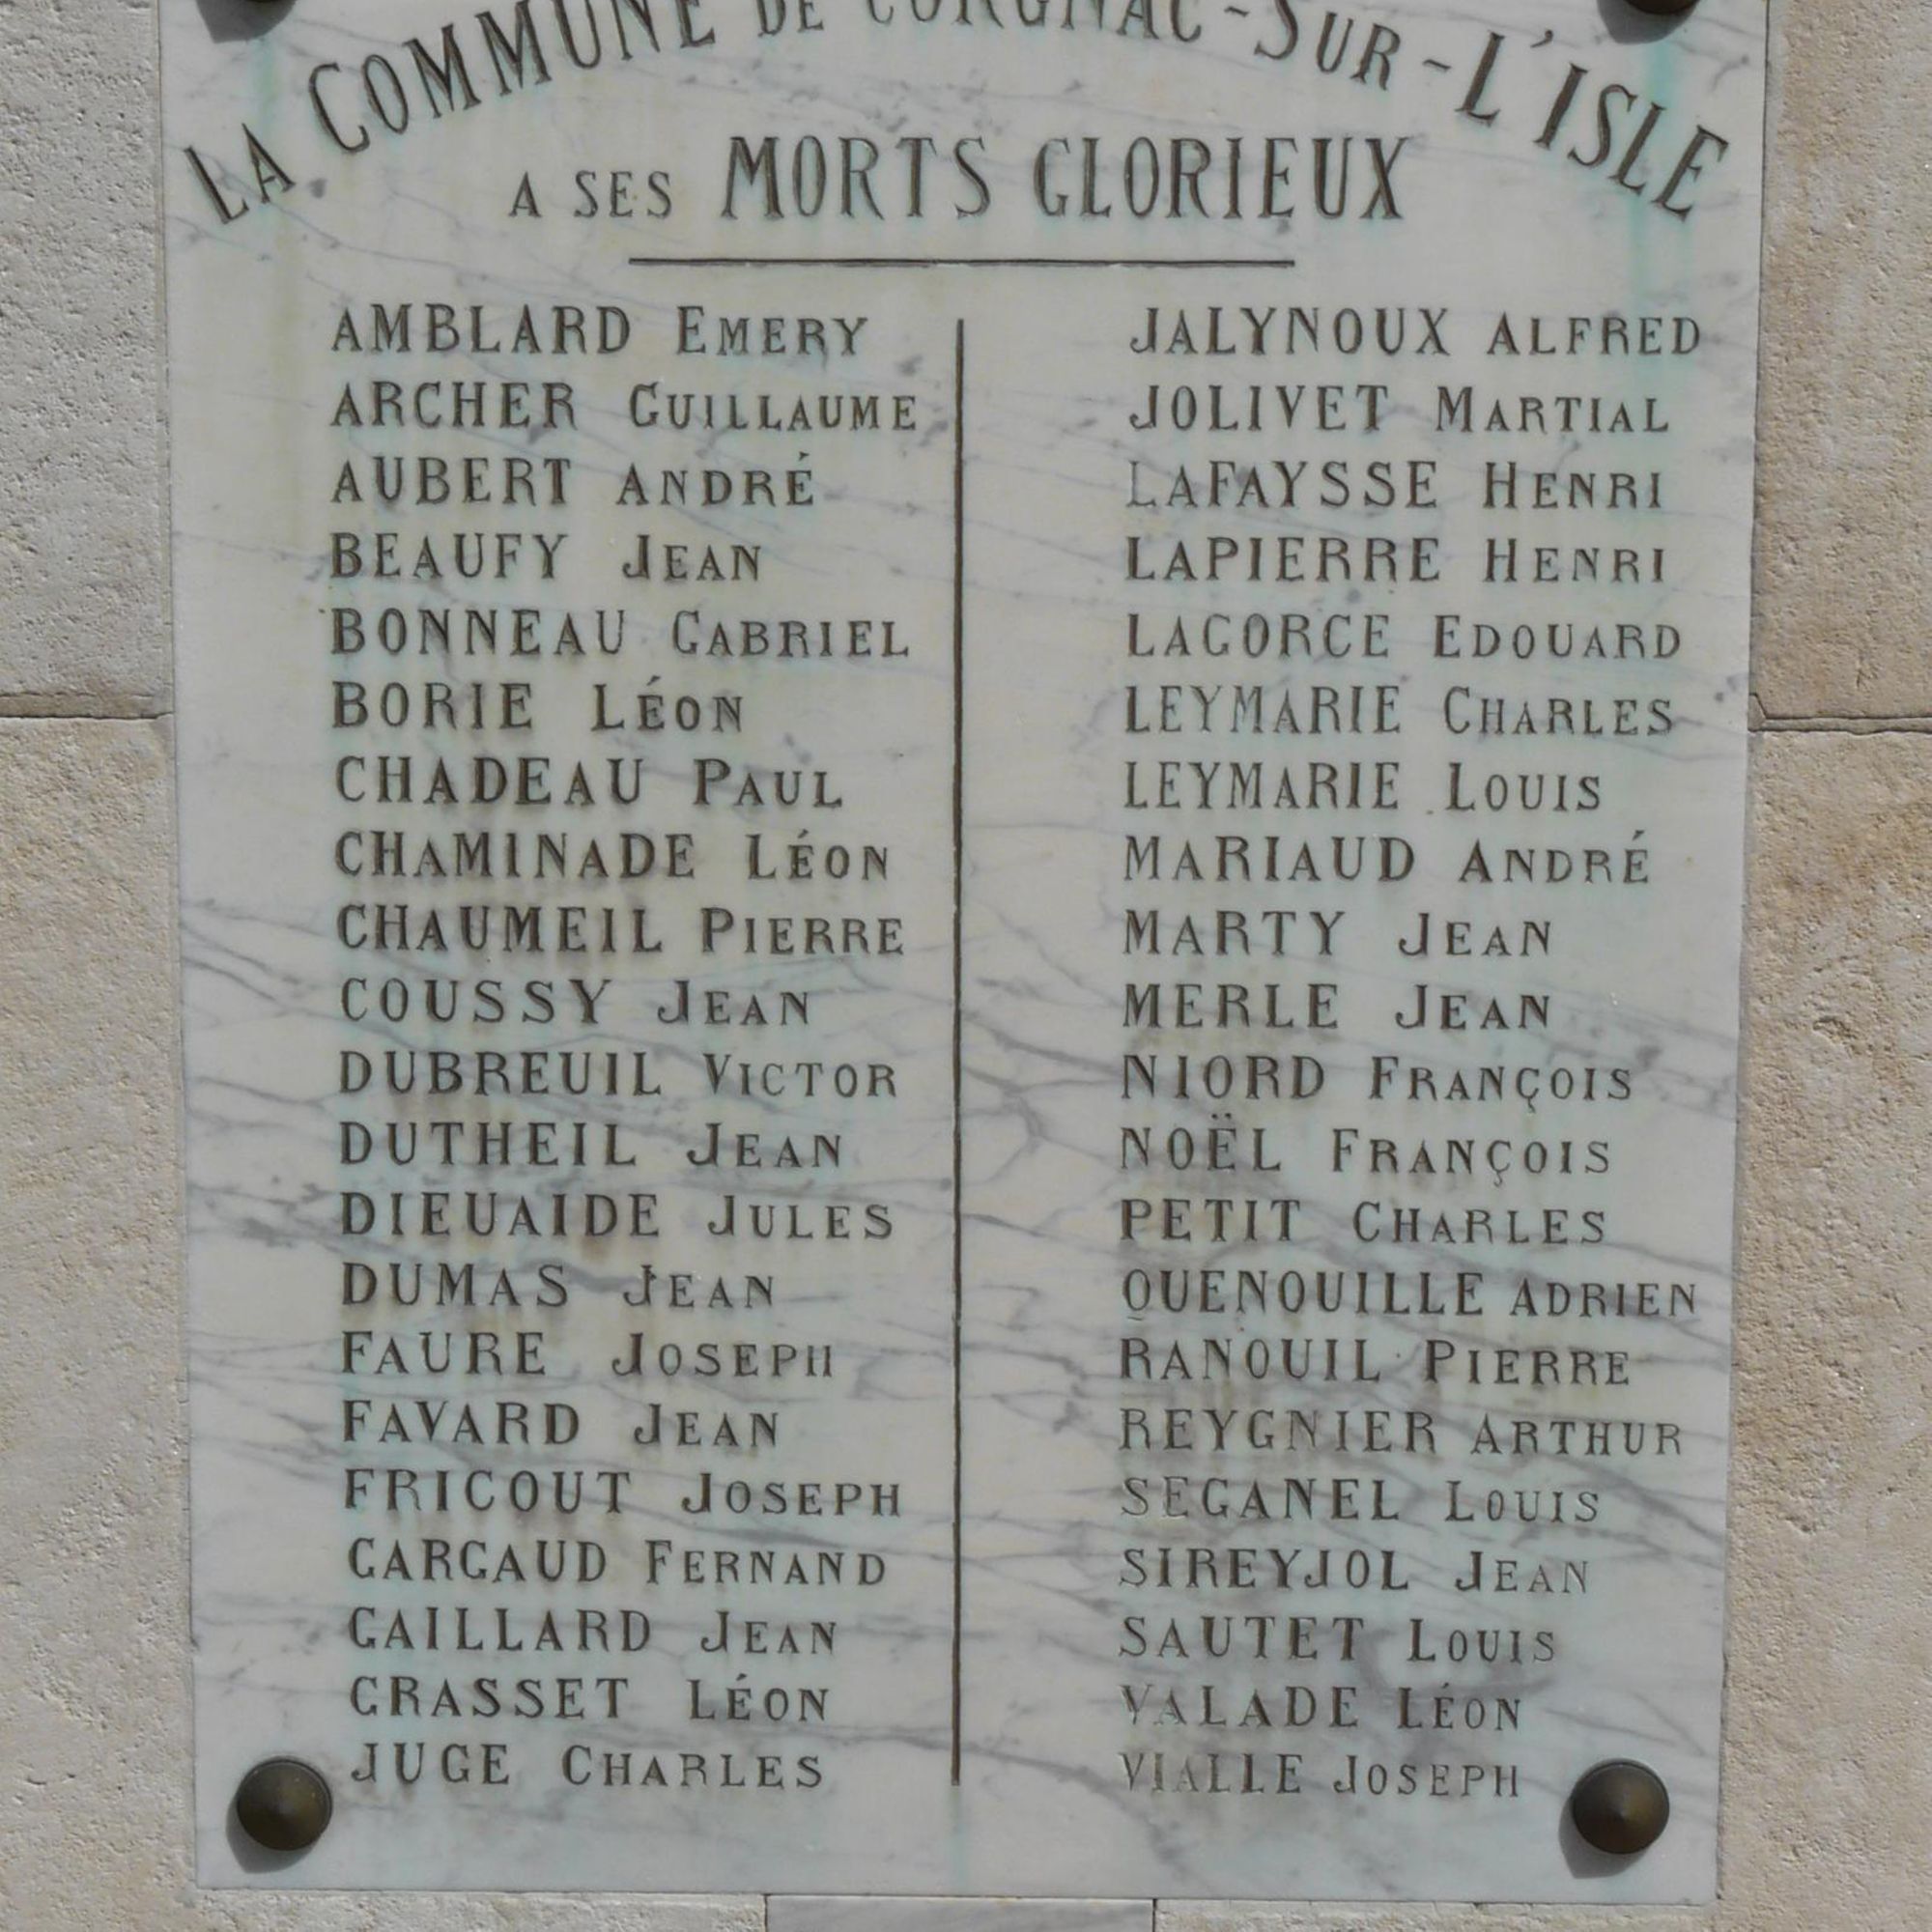 LA COMMUNE DE CORGNAC-SUR-L'ISLE
A SES MORTS GLORIEUX
AMBLARD EMERY
ARCHER GUILLAUME
AUBERT ANDRÉ
BEAUFY JEAN
BONNEAU GABRIEL
BORIE LÉON
CHADEAU PAUL
CHAMINADE LÉON
CHAUMEIL PIERRE
COUSSY JEAN
DUBREUIL VICTOR
DUTHEIL JEAN
DIEUAIDE JULES
DUMAS JEAN
FAURE JOSEPH
FAVARD JEAN
FRICOUT JOSEPH
GARGAUD FERNAND
GAILLARD JEAN
GRASSET LÉON
JUGE CHARLES
JALYNOUX ALFRED
JOLIVET MARTIAL
LAFAYSSE HENRI
LAPIERRE HENRI
LAGORCE EDOUARD
LEYMARIE CHARLES
LEYMARIE LOUIS
MARIAUD ANDRÉ
MARTY JEAN
MERLE JEAN
NIORD FRANÇOIS
NOËL FRANÇOIS
PETIT CHARLES
QUENOUILLE ADRIEN
RANOUIL PIERRE
REYGNIER ARTHUR
SEGANEL LOUIS
SIREYJOL JEAN
SAUTET LOUIS
VALADE LÉON
VIALLE JOSEPH